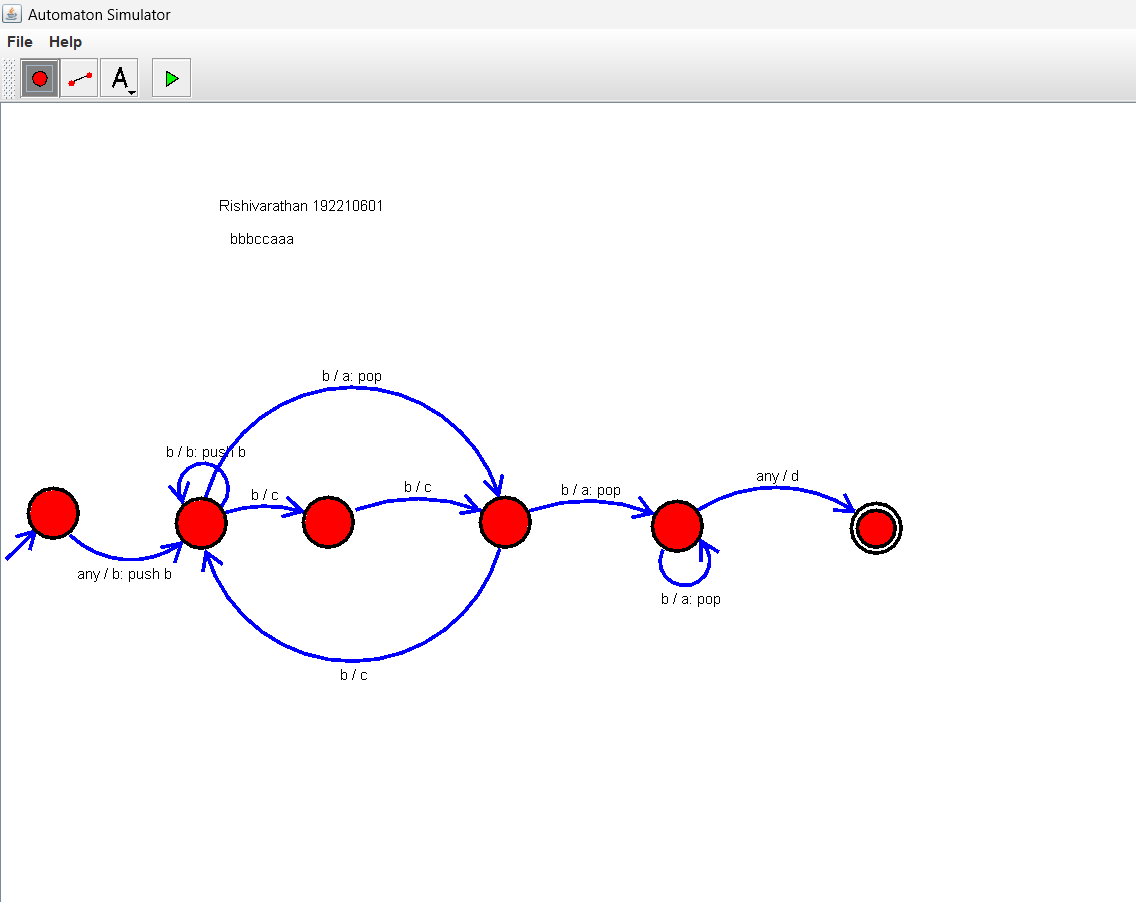 Automaton Simulator
File Help
A
Rishivarathan 192210601
bbbccaaa
b / a: pop
b / b: push b
b / c
b / c
b / a: pop
any / d
any / b: push b
b / a: pop
b / c